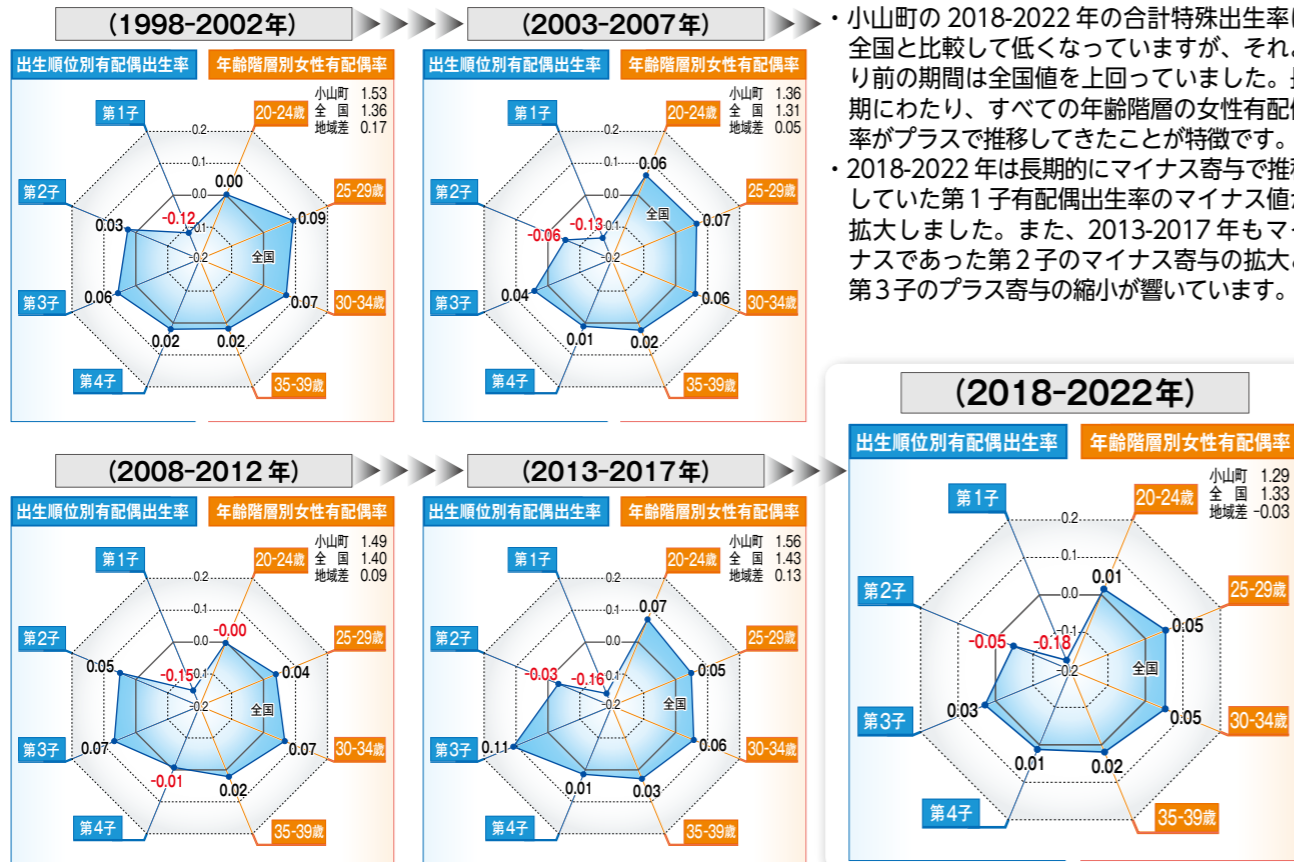 (1998-2002年)
出生順位別有配偶出生率 年齢階層別女性有配偶率
小山町 1.53
全 国 1.36
地域差 0.17
第1子
20-24歳
0.2
0.1
0.0
-0.1
-0.2
0.00
第2子
25-29歳
-0.12
0.03
0.09
全国
第3子
0.06
0.07
30-34歳
0.02
0.02
第4子
35-39歳
(2003-2007年)
出生順位別有配偶出生率 年齢階層別女性有配偶率
小山町 1.36
全 国 1.31
地域差 0.05
第1子
20-24歳
0.2
0.1
0.0
-0.1
-0.2
0.06
第2子
25-29歳
-0.06
-0.13
0.07
全国
第3子
0.04
0.06
30-34歳
0.01
0.02
第4子
35-39歳
・小山町の 2018-2022 年の合計特殊出生率
全国と比較して低くなっていますが、それ
り前の期間は全国値を上回っていました。
期にわたり、すべての年齢階層の女性有配
率がプラスで推移してきたことが特徴です。
・2018-2022 年は長期的にマイナス寄与で推
していた第1子有配偶出生率のマイナス値
拡大しました。また、2013-2017 年もマ
ナスであった第2子のマイナス寄与の拡大
第3子のプラス寄与の縮小が響いています。
(2008-2012 年)
出生順位別有配偶出生率 年齢階層別女性有配偶率
小山町 1.49
全 国 1.40
地域差 0.09
第1子
20-24歳
0.2
0.1
0.0
-0.1
-0.2
-0.00
第2子
25-29歳
0.05
-0.15
0.04
全国
第3子
0.07
0.07
30-34歳
-0.01
0.02
第4子
35-39歳
(2013-2017年)
出生順位別有配偶出生率 年齢階層別女性有配偶率
小山町 1.56
全 国 1.43
地域差 0.13
第1子
20-24歳
0.2
0.1
0.0
-0.1
-0.2
0.07
第2子
25-29歳
-0.03
-0.16
0.05
全国
第3子
0.11
0.06
30-34歳
0.01
0.03
第4子
35-39歳
(2018-2022年)
出生順位別有配偶出生率 年齢階層別女性有配偶率
小山町 1.29
全 国 1.33
地域差 -0.03
第1子
20-24歳
0.2
0.1
0.0
-0.1
-0.2
0.01
第2子
25-29歳
-0.05
-0.18
0.05
全国
第3子
0.03
0.05
30-34歳
0.01
0.02
第4子
35-39歳